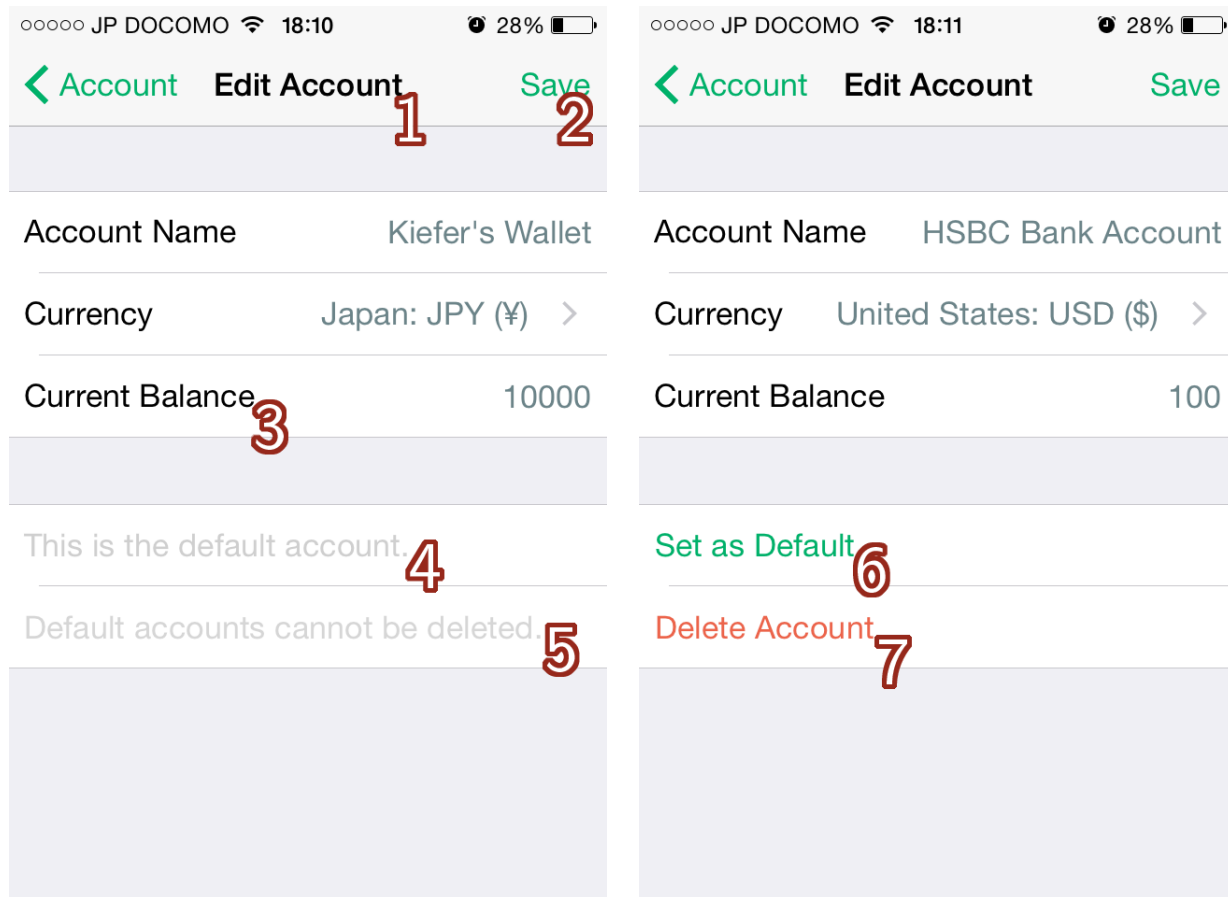 JP DOCOMO 18:10 28%
Account Edit Account Save
1 2
Account Name Kiefer's Wallet
Currency Japan: JPY (¥)
Current Balance 10000
3
This is the default account.
4
Default accounts cannot be deleted.
5
JP DOCOMO 18:11 28%
Account Edit Account Save
Account Name HSBC Bank Account
Currency United States: USD ($)
Current Balance 100
Set as Default
6
Delete Account
7